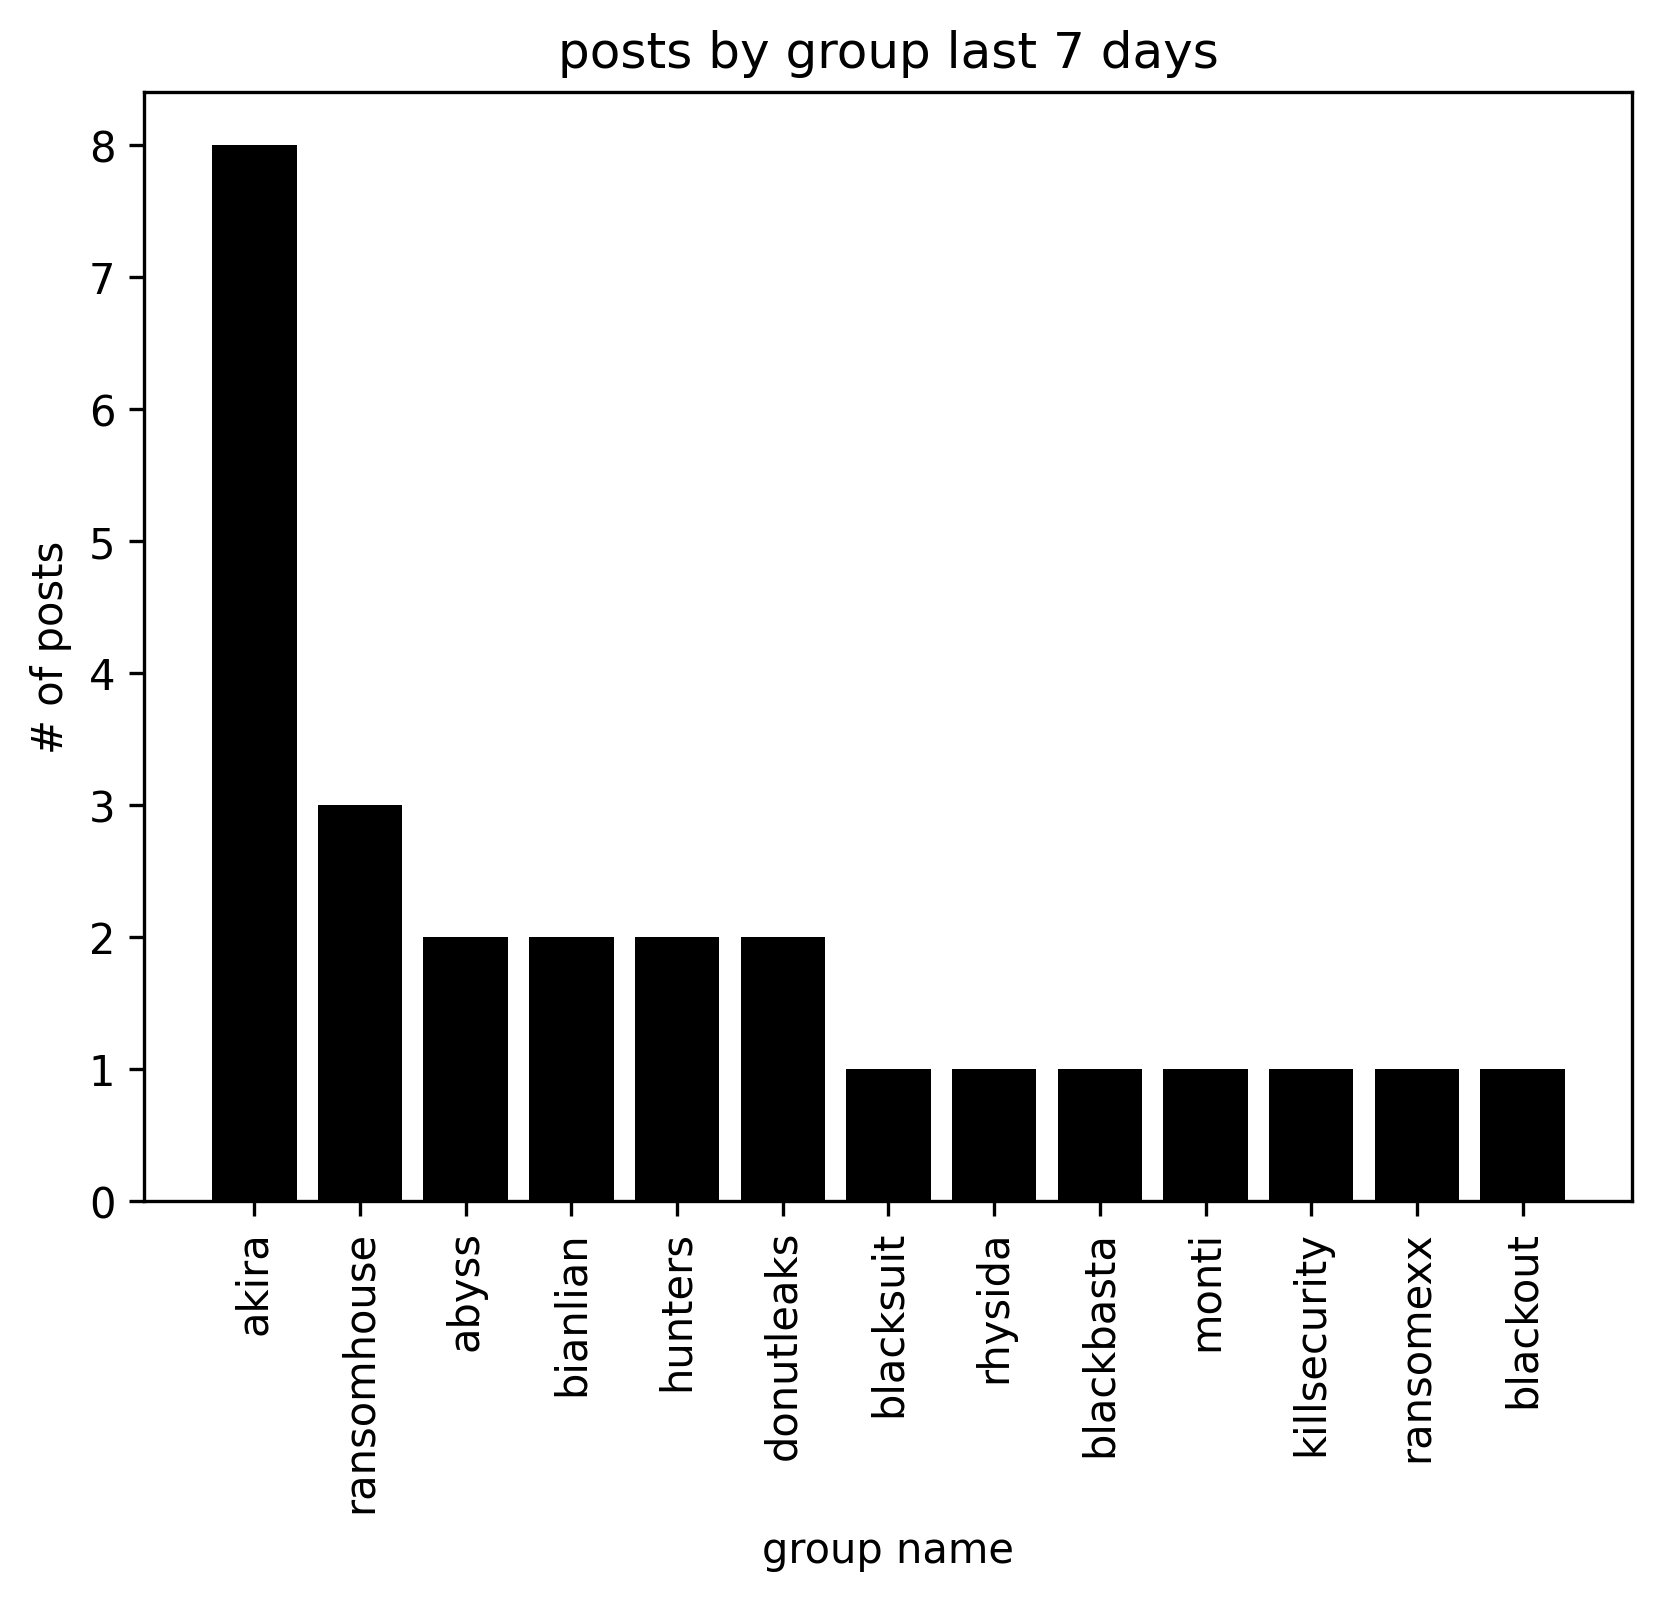 posts by group last 7 days
8
7
6
5
4
3
2
1
0
# of posts
akira
ransomhouse
abyss
bianlian
hunters
donutleaks
blacksuit
rhysida
blackbasta
monti
killsecurity
ransomexx
blackout
group name